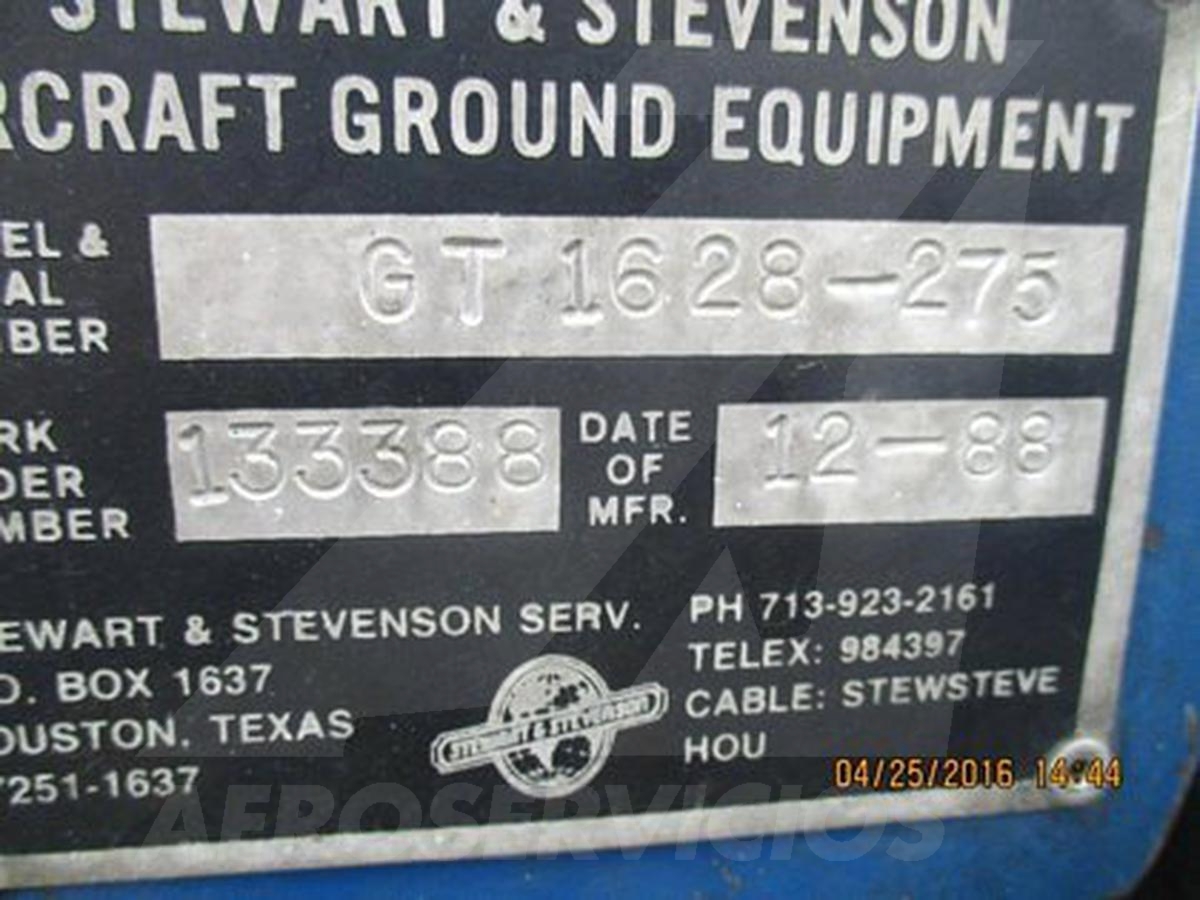 STEWART & STEVENSON
RCRAFT GROUND EQUIPMENT
EL &
AL
BER
GT 1628-275
RK
DER
MBER
133388
DATE
OF
MFR.
12-88
EWART & STEVENSON SERV.
O. BOX 1637
OUSTON, TEXAS
7251-1637
STEWART & STEVENSON
PH 713-923-2161
TELEX: 984397
CABLE: STEWSTEVE
HOU
04/25/2016 14:44
AEROSERVICIOS